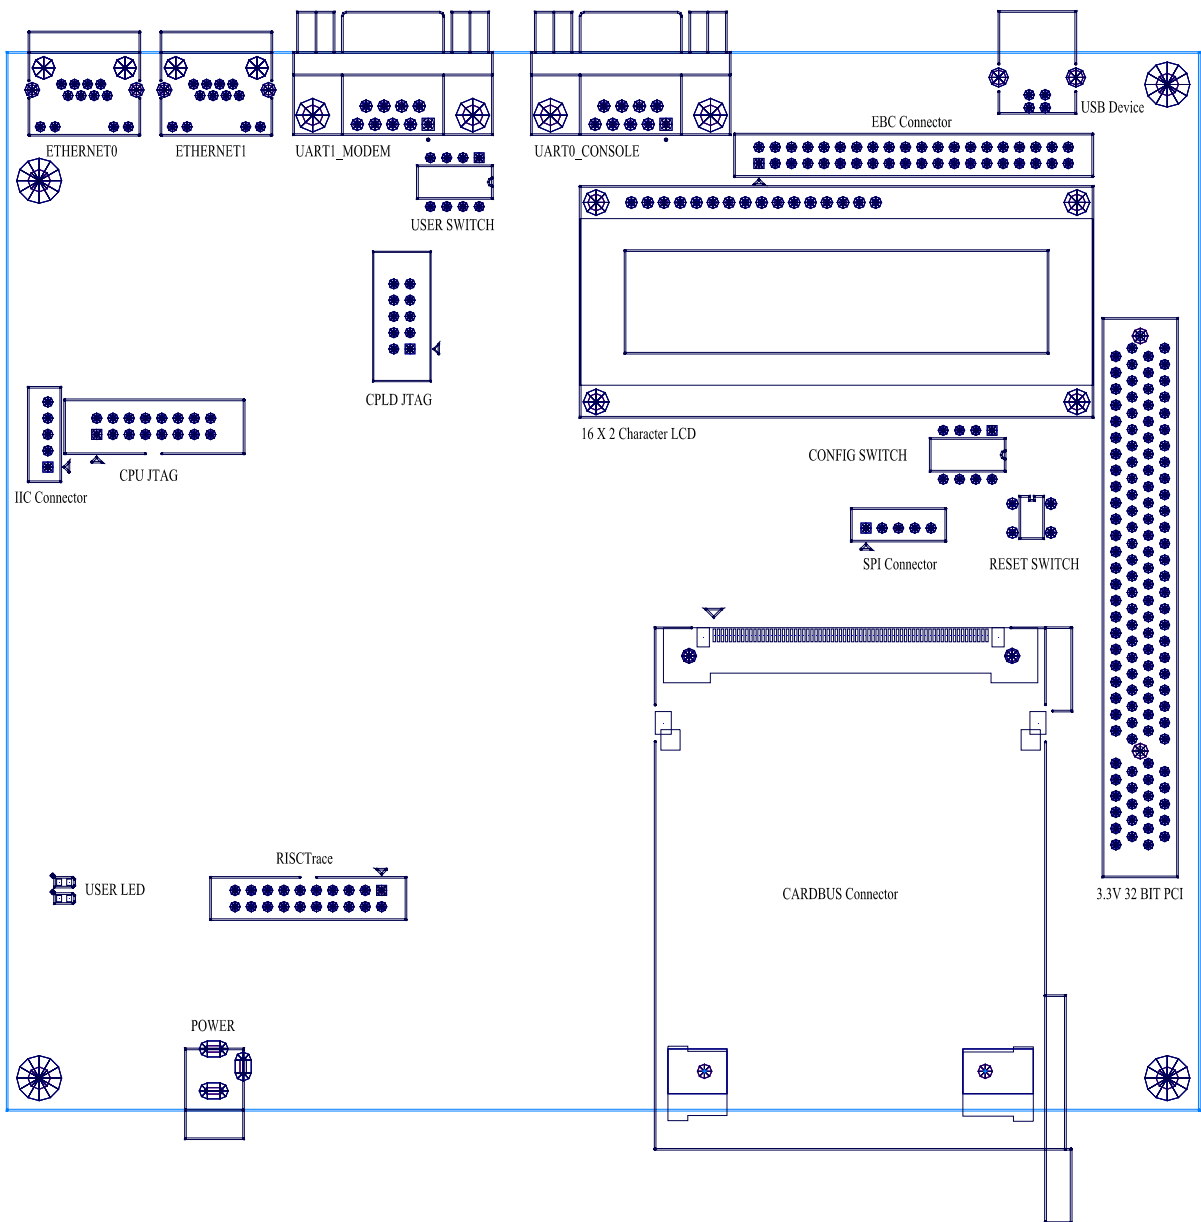 USB Device
EBC Connector
ETHERNET0
ETHERNET1
UART1_MODEM
UART0_CONSOLE
USER SWITCH
CPLD JTAG
16 X 2 Character LCD
CONFIG SWITCH
CPU JTAG
IIC Connector
SPI Connector
RESET SWITCH
RISCTrace
USER LED
CARDBUS Connector
3.3V 32 BIT PCI
POWER